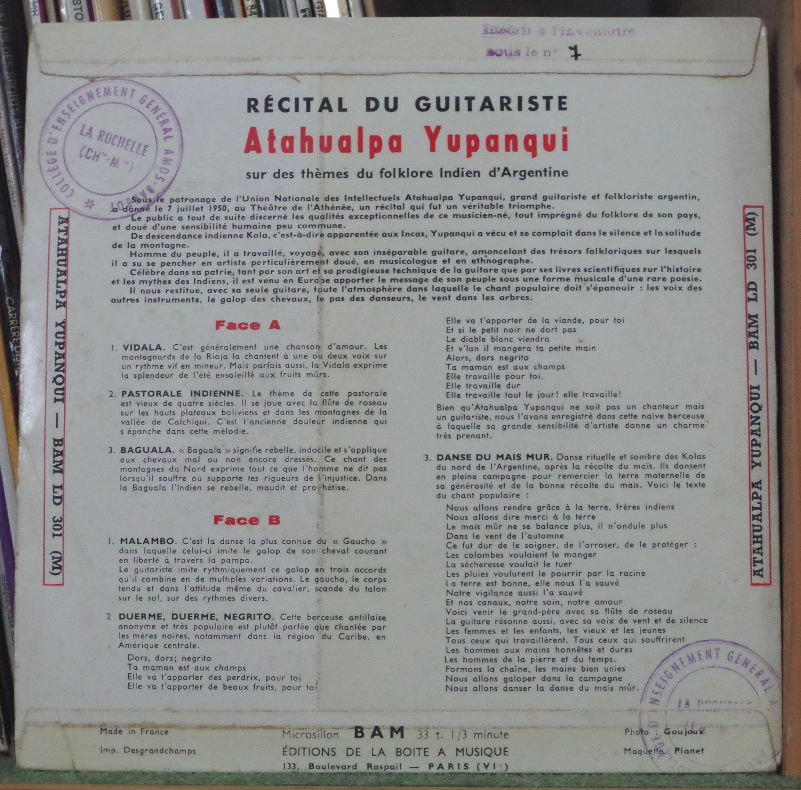 Inscrir à l'inventoire
sous le n° 7
COLLÈGE D'ENSEIGNEMENT GÉNÉRAL
LA ROCHELLE
(CH^te-M^me)
RÉCITAL DU GUITARISTE
Atahualpa Yupanqui
sur des thèmes du folklore Indien d'Argentine
Sous le patronage de l'Union Nationale des Intellectuels Atahualpa Yupanqui, grand guitariste et folkloriste argentin,
a donné le 7 juillet 1950, au Théâtre de l'Athénée, un récital qui fut un véritable triomphe.
Le public a tout de suite discerné les qualités exceptionnelles de ce musicien-né, tout imprégné du folklore de son pays,
et doué d'une sensibilité humaine peu commune.
De descendance indienne Kola, c'est-à-dire apparentée aux Incas, Yupanqui a vécu et se complait dans le silence et la solitude
de la montagne.
Homme du peuple, il a travaillé, voyagé, avec son inséparable guitare, amoncelant des trésors folkloriques sur lesquels
il a su se pencher en artiste particulièrement doué, en musicologue et en ethnographe.
Célèbre dans sa patrie, tant par son art et sa prodigieuse technique de la guitare que par ses livres scientifiques sur l'histoire
et les mythes des Indiens, il est venu en Europe apporter le message de son peuple sous une forme musicale d'une rare poésie.
Il nous restitue, avec sa seule guitare, toute l'atmosphère dans laquelle le chant populaire doit s'épanouir : les voix des
autres instruments, le galop des chevaux, le pas des danseurs, le vent dans les arbres.
ATAHUALPA YUPANQUI — BAM LD 301 (M)
Face A
1. VIDALA. C'est généralement une chanson d'amour. Les
montagnards de la Rioja la chantent à une ou deux voix sur
un rythme vif en mineur. Mais parfois aussi, la Vidala exprime
la splendeur de l'été ensoleillé aux fruits mûrs.
2. PASTORALE INDIENNE. Le thème de cette pastorale
est vieux de quatre siècles. Il se joue avec la flûte de roseau
sur les hauts plateaux boliviens et dans les montagnes de la
vallée de Calchiqui. C'est l'ancienne douleur indienne qui
s'épanche dans cette mélodie.
3. BAGUALA. « Baguala » signifie rebelle, indocile et s'applique
aux chevaux mal ou non encore dressés. Ce chant des
montagnes du Nord exprime tout ce que l'homme ne dit pas
lorsqu'il souffre ou supporte les rigueurs de l'injustice. Dans
la Baguala l'Indien se rebelle, maudit et prophétise.
Face B
1. MALAMBO. C'est la danse la plus connue du « Gaucho »
dans laquelle celui-ci imite le galop de son cheval courant
en liberté à travers la pampa.
Le guitariste imite rythmiquement ce galop en trois accords
qu'il combine en de multiples variations. Le gaucho, le corps
tendu et dans l'attitude même du cavalier, scande du talon
sur le sol, sur des rythmes divers.
2 DUERME, DUERME, NEGRITO. Cette berceuse antillaise
anonyme et très populaire est plutôt parlée que chantée par
les mères noires, notamment dans la région du Caribe, en
Amérique centrale.
Dors, dors; negrito
Ta maman est aux champs
Elle va t'apporter des perdrix, pour toi
Elle va t'apporter de beaux fruits, pour toi
Elle va t'apporter de la viande, pour toi
Et si le petit noir ne dort pas
Le diable blanc viendra
Et v'lan il mangera ta petite main
Alors, dors negrito
Ta maman est aux champs
Elle travaille pour toi.
Elle travaille dur
Elle travaille tout le jour! elle travaille!
Bien qu'Atahualpa Yupanqui ne soit pas un chanteur mais
un guitariste, nous l'avons enregistré dans cette naïve berceuse
à laquelle sa grande sensibilité d'artiste donne un charme
très prenant.
3. DANSE DU MAIS MUR. Danse rituelle et sombre des Kolas
du nord de l'Argentine, après la récolte du maïs. Ils dansent
en pleine campagne pour remercier la terre maternelle de
sa générosité et de la bonne récolte du maïs. Voici le texte
du chant populaire :
Nous allons rendre grâce à la terre, frères indiens
Nous allons dire merci à la terre
Le maïs mûr ne se balance plus, il n'ondule plus
Dans le vent de l'automne
Ce fut dur de le soigner, de l'arroser, de le protéger :
Les colombes voulaient le manger
La sécheresse voulait le tuer
Les pluies voulurent le pourrir par la racine
La terre est bonne, elle nous l'a sauvé
Notre vigilance aussi l'a sauvé
Et nos canaux, notre soin, notre amour
Voici venir le grand-père avec sa flûte de roseau
La guitare résonne aussi, avec sa voix de vent et de silence
Les femmes et les enfants, les vieux et les jeunes
Tous ceux qui travaillèrent. Tous ceux qui souffrirent
Les hommes aux mains honnêtes et dures
Les hommes de la pierre et du temps.
Formons la chaîne, les mains bien unies
Nous allons galoper dans la campagne
Nous allons danser la danse du maïs mûr.
ATAHUALPA YUPANQUI — BAM LD 301 (M)
ENSEIGNEMENT GÉNÉRAL
LA ROCHELLE
Made in France
Imp. Desgrandchamps
Microsillon BAM 33 t. 1/3 minute
ÉDITIONS DE LA BOITE A MUSIQUE
133, Boulevard Raspail — PARIS (VI^e)
Photo : Goujoux
Maquette : Planet